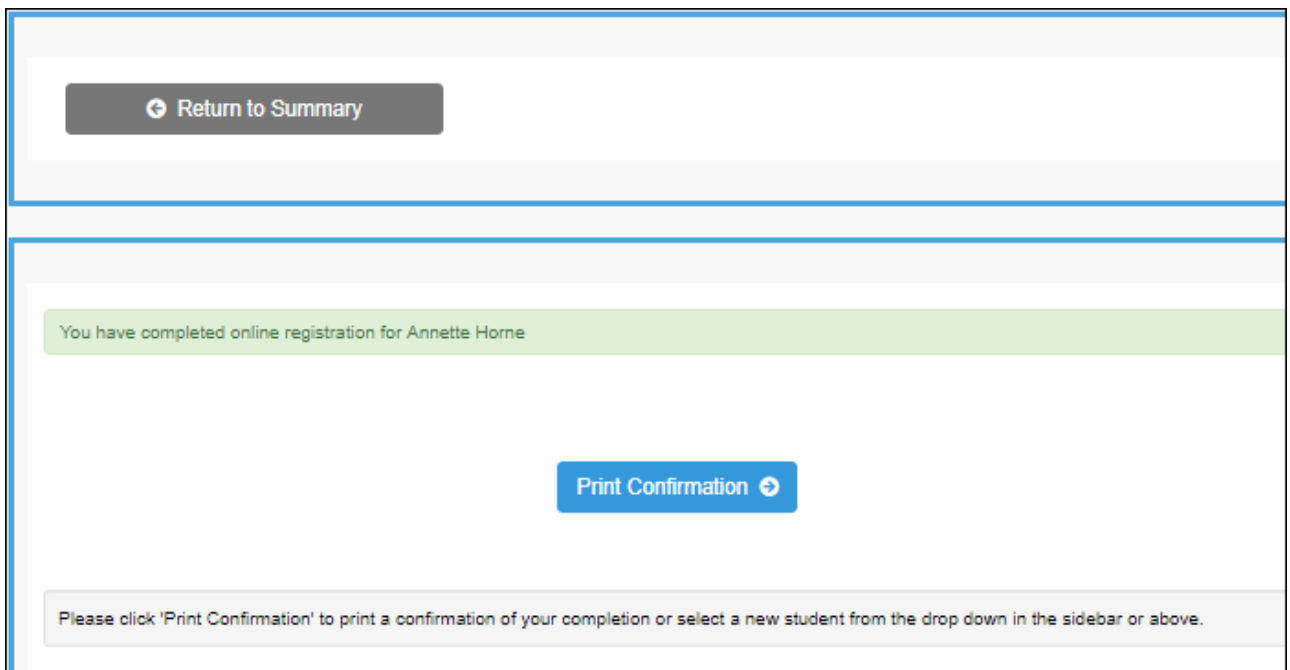 Return to Summary
You have completed online registration for Annette Horne
Print Confirmation
Please click 'Print Confirmation' to print a confirmation of your completion or select a new student from the drop down in the sidebar or above.